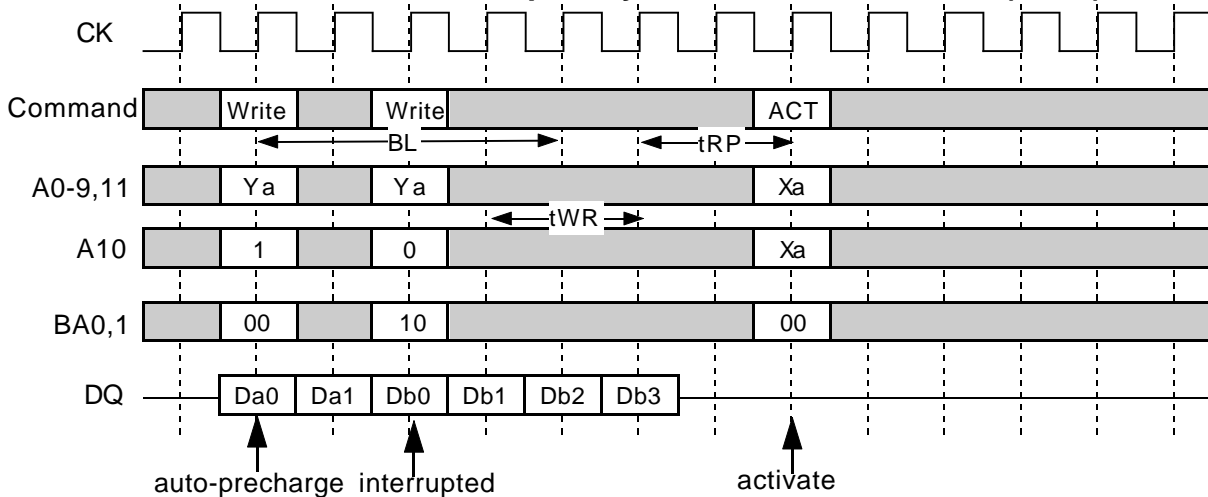 CK
Command Write Write ACT
BL tRP
A0-9,11 Ya Ya Xa
tWR
A10 1 0 Xa
BA0,1 00 10 00
DQ Da0 Da1 Db0 Db1 Db2 Db3
auto-precharge interrupted activate